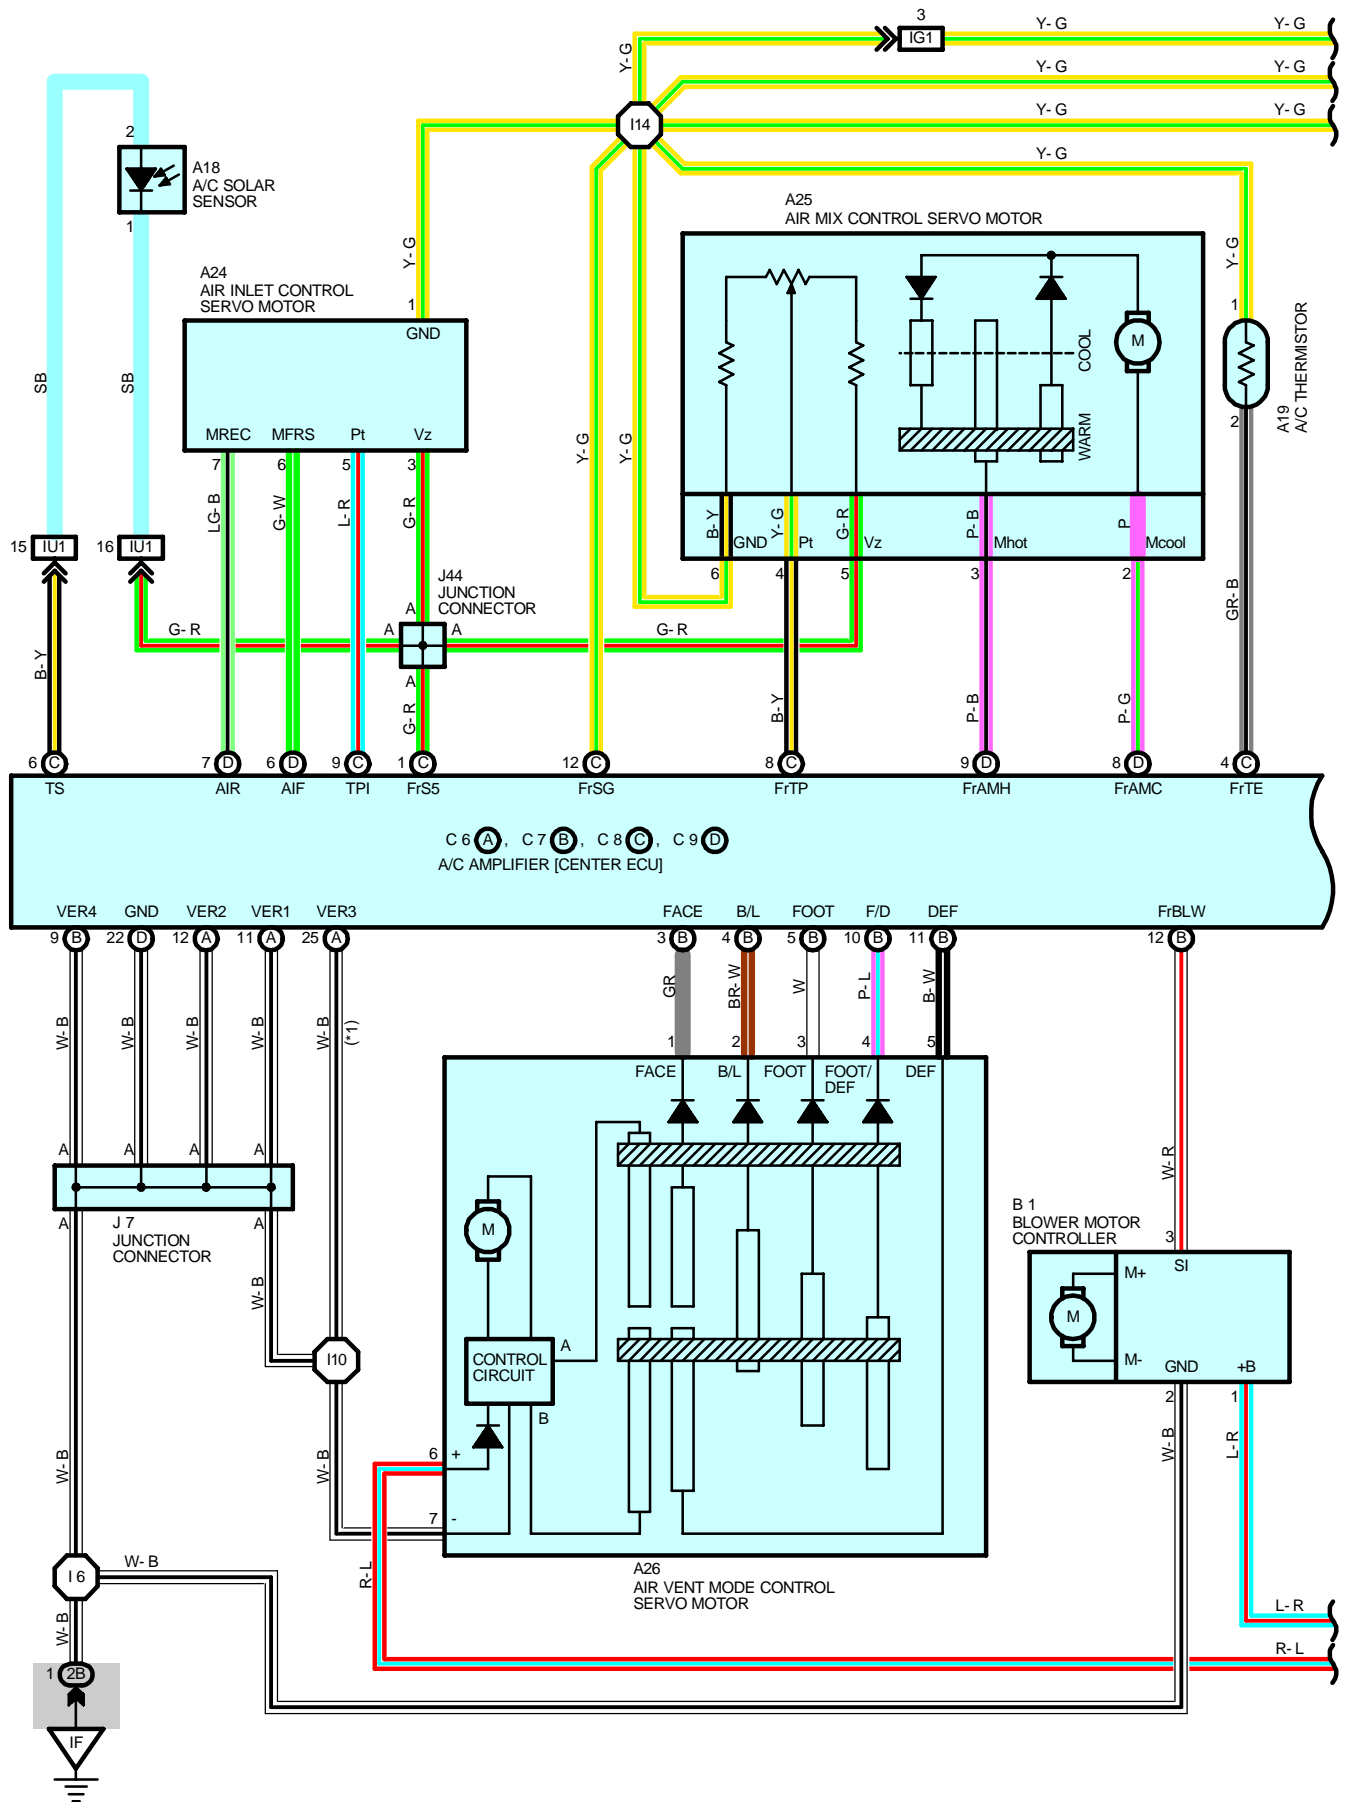 3
Y- G
Y- G
IG1
Y- G
Y- G
Y- G
Y- G
Y- G
I14
Y- G
2
A18
A/C SOLAR
SENSOR
1
A25
AIR MIX CONTROL SERVO MOTOR
Y- G
Y- G
A24
AIR INLET CONTROL
SERVO MOTOR
1
GND
1
M
COOL
WARM
A19
A/C THERMISTOR
2
SB
SB
MREC
MFRS
Pt
Vz
7
6
5
3
Y- G
Y- G
LG- B
G- W
L- R
G- R
B- Y
Y- G
G- R
P- B
P
15
IU1
16
IU1
GND
Pt
Vz
Mhot
Mcool
6
4
5
3
2
J44
JUNCTION
CONNECTOR
GR- B
A
G- R
A
A
G- R
B- Y
A
G- R
B- Y
P- B
P- G
6
C
7
D
6
D
9
C
1
C
12
C
8
C
9
D
8
D
4
C
TS
AIR
AIF
TPI
FrS5
FrSG
FrTP
FrAMH
FrAMC
FrTE
C 6 A , C 7 B , C 8 C , C 9 D
A/C AMPLIFIER [CENTER ECU]
VER4
GND
VER2
VER1
VER3
FACE
B/L
FOOT
F/D
DEF
FrBLW
9
B
22
D
12
A
11
A
25
A
3
B
4
B
5
B
10
B
11
B
12
B
W- B
W- B
W- B
W- B
W- B
(*1)
GR
BR- W
W
P- L
B- W
1
2
3
4
5
FACE
B/L
FOOT
FOOT/
DEF
DEF
A
A
A
A
W- R
A
J 7
JUNCTION
CONNECTOR
A
W- B
M
B 1
BLOWER MOTOR
CONTROLLER
3
SI
M+
M
M-
GND
+B
2
1
I10
CONTROL
CIRCUIT
A
B
W- B
W- B
6
+
7
-
W- B
L- R
I 6
W- B
W- B
R- L
A26
AIR VENT MODE CONTROL
SERVO MOTOR
L- R
R- L
1
2B
IF